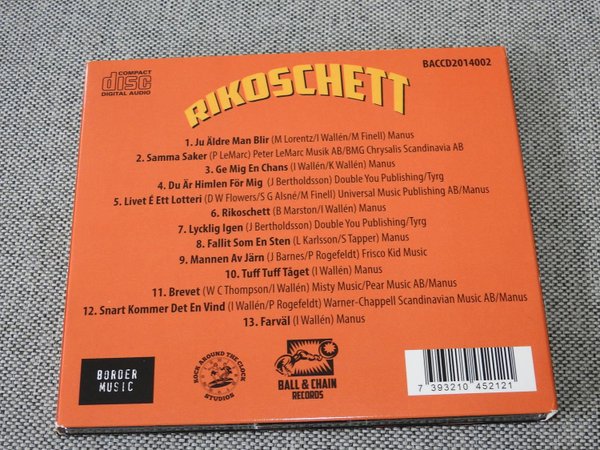 COMPACT
disc
DIGITAL AUDIO
RIKOSCHETT
BACCD2014002
1. Ju Äldre Man Blir (M Lorentz/I Wallén/M Finell) Manus
2. Samma Saker (P LeMarc) Peter LeMarc Musik AB/BMG Chrysalis Scandinavia AB
3. Ge Mig En Chans (I Wallén/K Wallén) Manus
4. Du Är Himlen För Mig (J Bertholdsson) Double You Publishing/Tyrg
5. Livet É Ett Lotteri (D W Flowers/S G Alsné/M Finell) Universal Music Publishing AB/Manus
6. Rikoschett (B Marston/I Wallén) Manus
7. Lycklig Igen (J Bertholdsson) Double You Publishing/Tyrg
8. Fallit Som En Sten (L Karlsson/S Tapper) Manus
9. Mannen Av Järn (J Barnes/P Rogefeldt) Frisco Kid Music
10. Tuff Tuff Tåget (I Wallén) Manus
11. Brevet (W C Thompson/I Wallén) Misty Music/Pear Music AB/Manus
12. Snart Kommer Det En Vind (I Wallén/P Rogefeldt) Warner-Chappell Scandinavian Music AB/Manus
13. Farväl (I Wallén) Manus
BORDER
MUSIC
ROCK AROUND THE CLOCK
STUDIOS
BALL & CHAIN
RECORDS
7 393210 452121